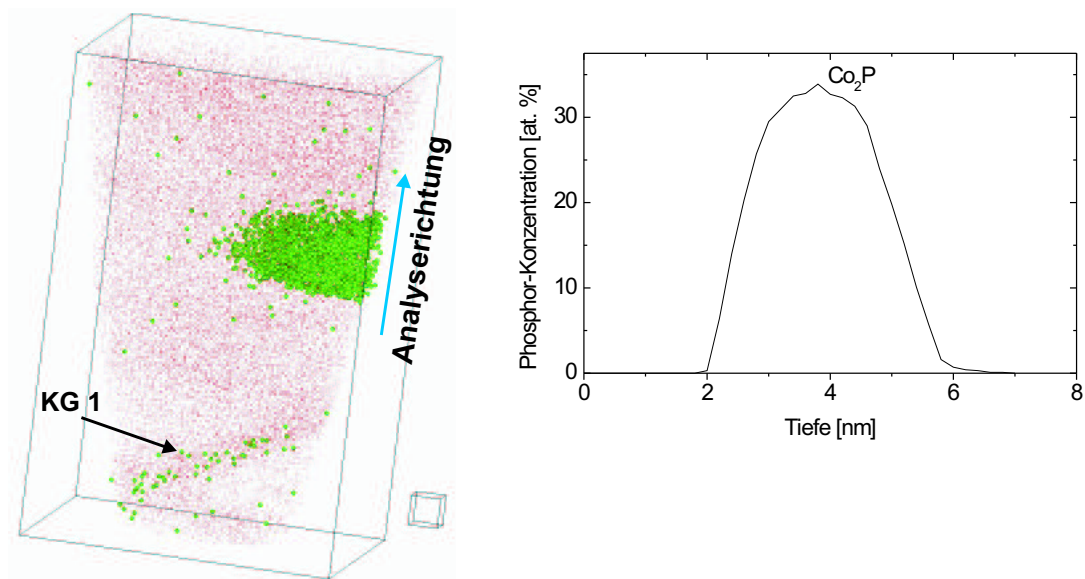 KG 1
Analyserichtung
Phosphor-Konzentration [at. %]
30
20
10
0
Co₂P
0
2
4
6
8
Tiefe [nm]